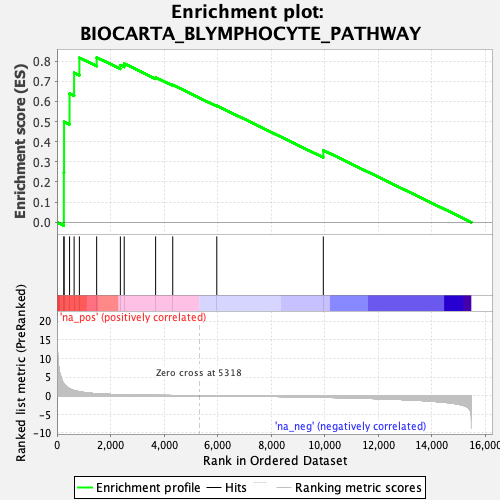 Enrichment plot:
BIOCARTA_BLYMPHOCYTE_PATHWAY
Enrichment score (ES)
0.8
0.7
0.6
0.5
0.4
0.3
0.2
0.1
0.0
'na_pos' (positively correlated)
Ranked list metric (PreRanked)
20
15
10
5
0
-5
-10
Zero cross at 5318
'na_neg' (negatively correlated)
0 2,000 4,000 6,000 8,000 10,000 12,000 14,000 16,000
Rank in Ordered Dataset
Enrichment profile Hits Ranking metric scores